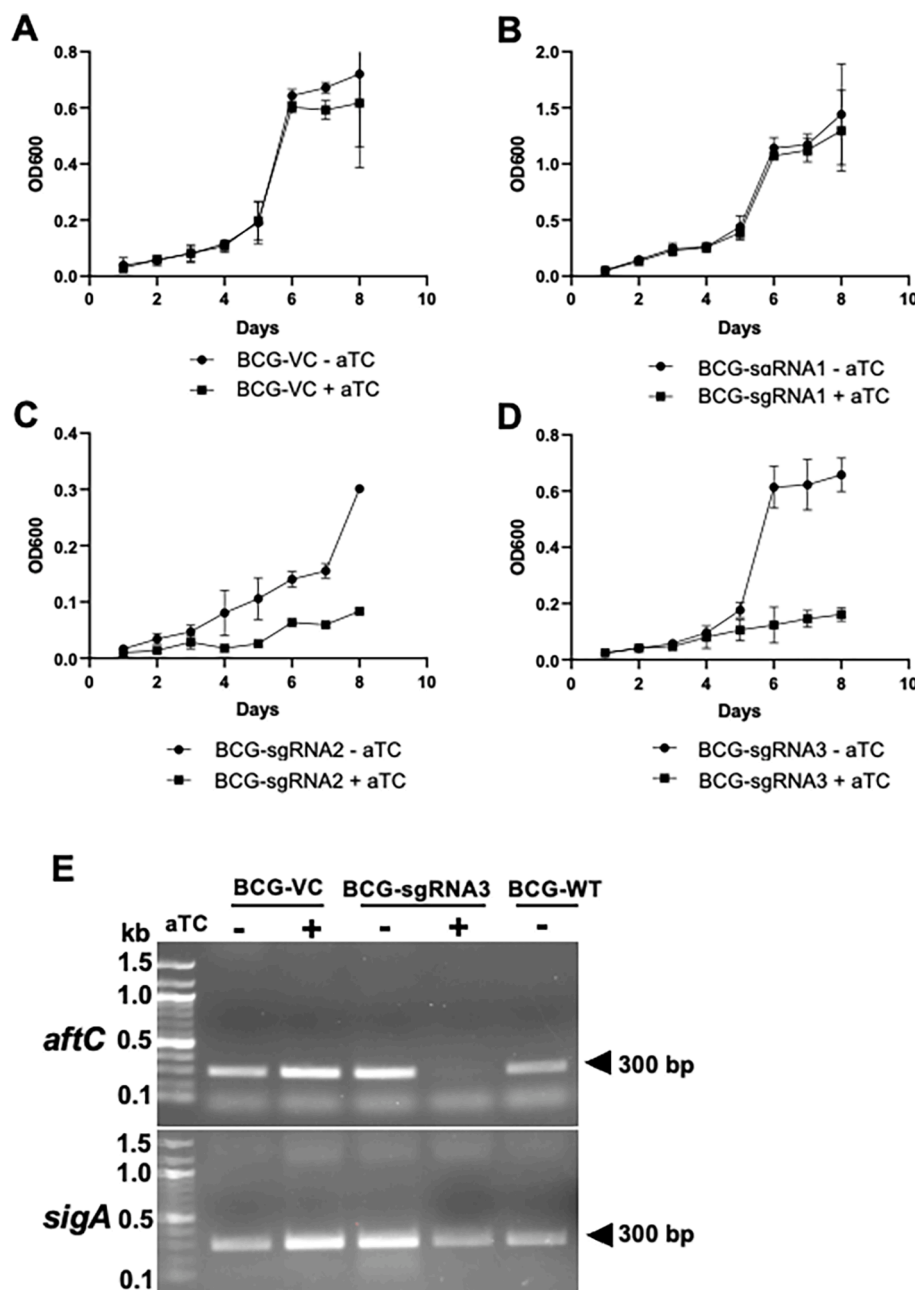 A
0.8
0.6
0.4
0.2
0.0
OD600
0 2 4 6 8 10
Days
BCG-VC - aTC
BCG-VC + aTC
B
2.0
1.5
1.0
0.5
0.0
OD600
0 2 4 6 8 10
Days
BCG-sgRNA1 - aTC
BCG-sgRNA1 + aTC
C
0.4
0.3
0.2
0.1
0.0
OD600
0 2 4 6 8 10
Days
BCG-sgRNA2 - aTC
BCG-sgRNA2 + aTC
D
0.8
0.6
0.4
0.2
0.0
OD600
0 2 4 6 8 10
Days
BCG-sgRNA3 - aTC
BCG-sgRNA3 + aTC
E
BCG-VC BCG-sgRNA3 BCG-WT
kb aTC - + - + -
1.5
1.0
0.5
0.1
aftC
300 bp
1.5
1.0
0.5
0.1
sigA
300 bp